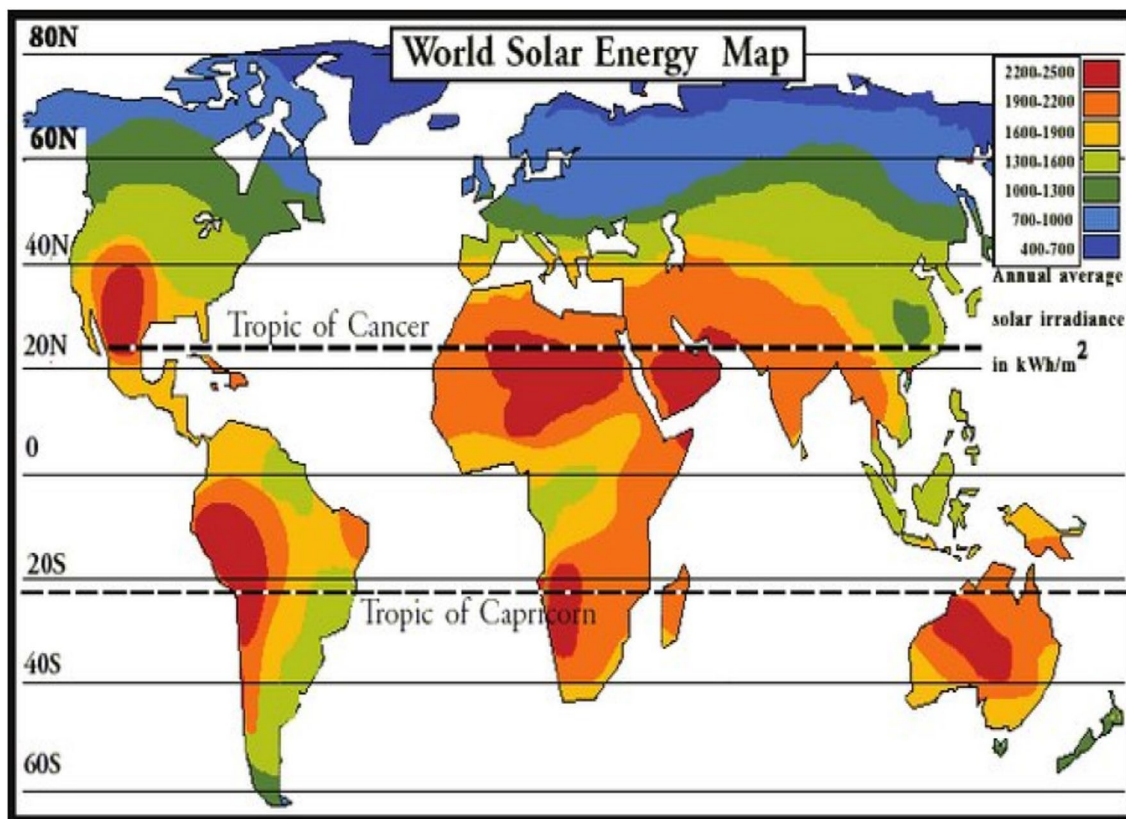 World Solar Energy Map
80N
60N
40N
20N
0
20S
40S
60S
Tropic of Cancer
Tropic of Capricorn
2200-2500
1900-2200
1600-1900
1300-1600
1000-1300
700-1000
400-700
Annual average
solar irradiance
in kWh/m²